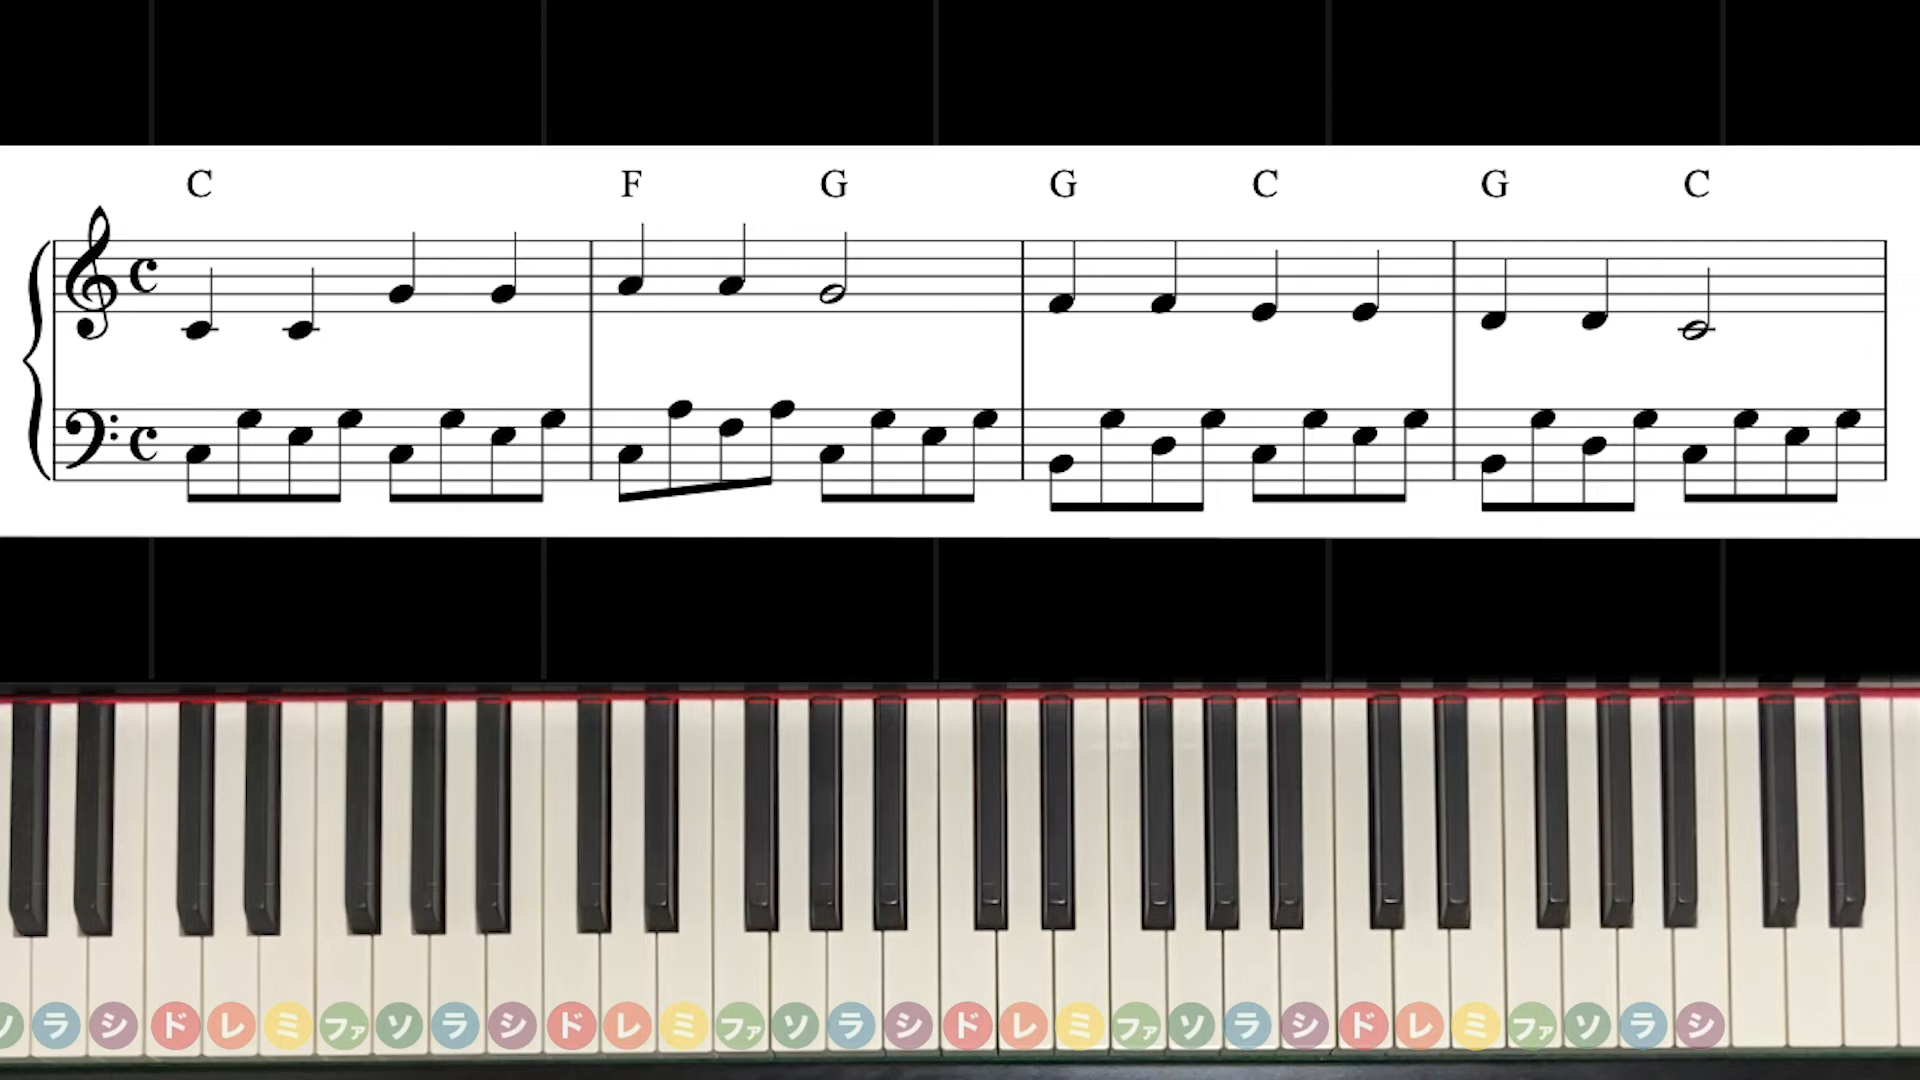 C F G G C G C
ソ ラ シ ド レ ミ ファ ソ ラ シ ド レ ミ ファ ソ ラ シ ド レ ミ ファ ソ ラ シ ド レ ミ ファ ソ ラ シ